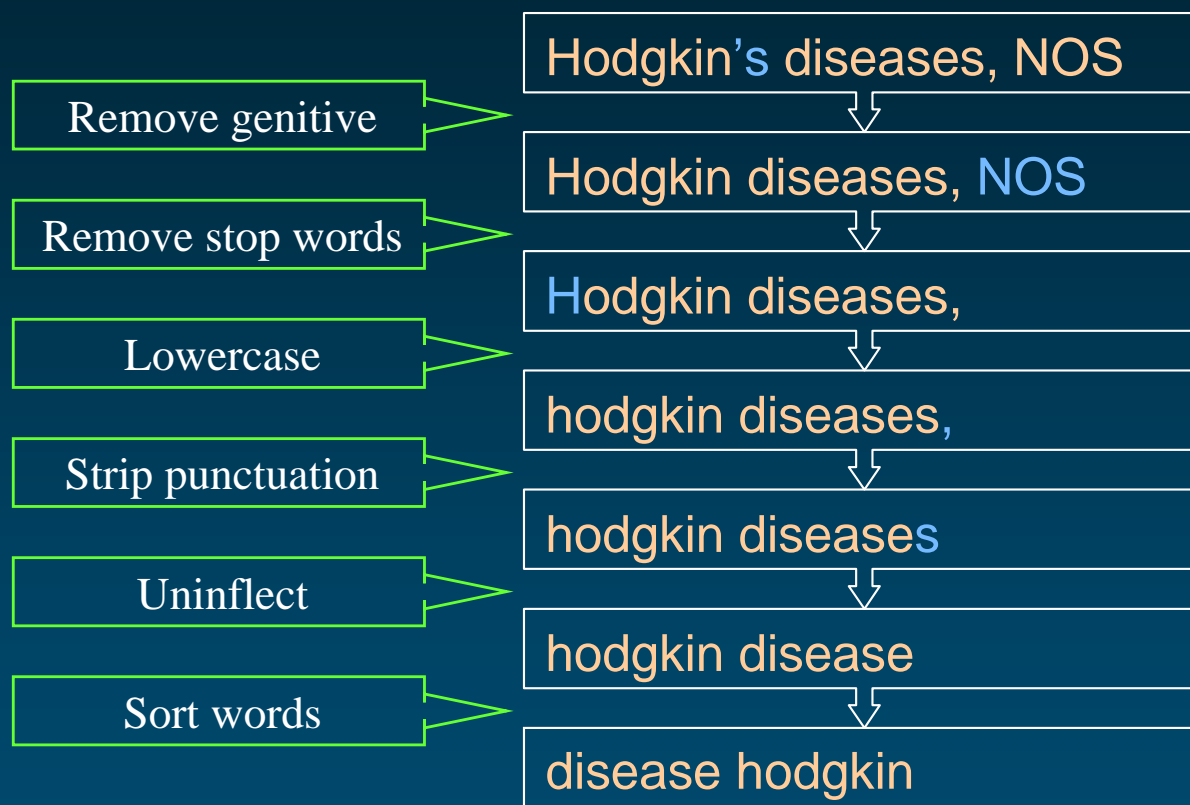 Hodgkin’s diseases, NOS
Remove genitive
Hodgkin diseases, NOS
Remove stop words
Hodgkin diseases,
Lowercase
hodgkin diseases,
Strip punctuation
hodgkin diseases
Uninflect
hodgkin disease
Sort words
disease hodgkin